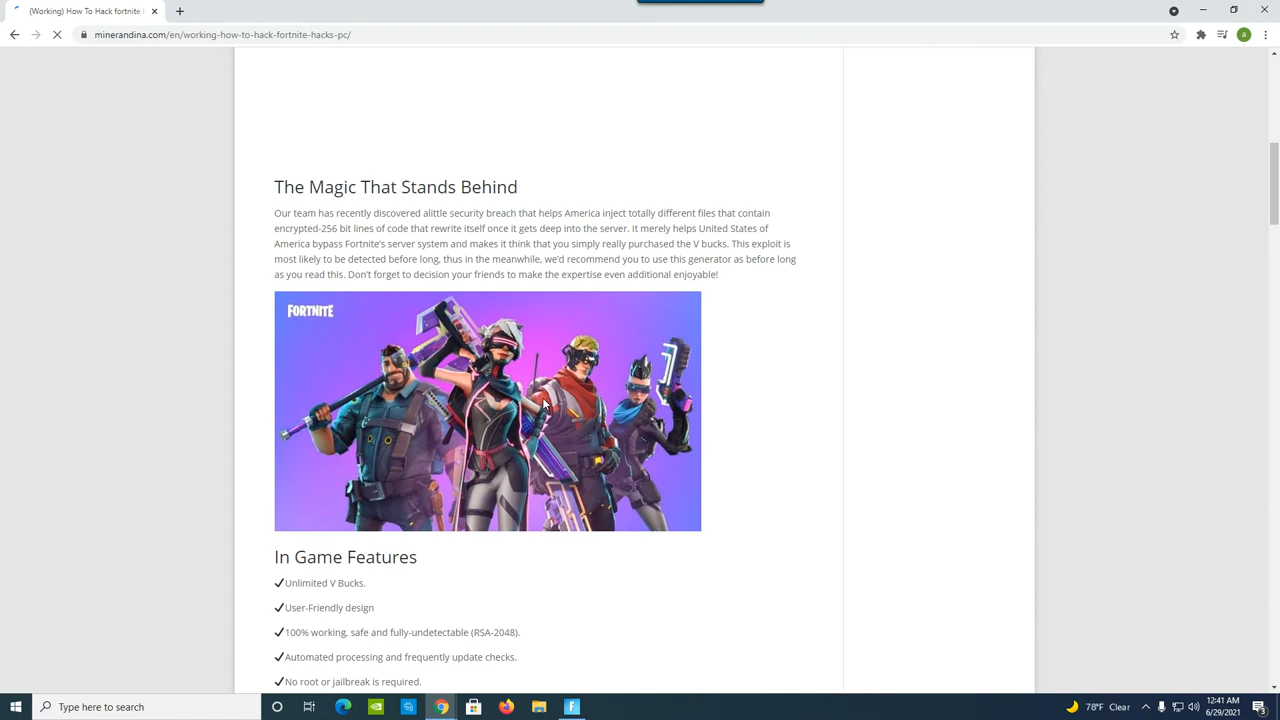 (Working) How To Hack fortnite H
minerandina.com/en/working-how-to-hack-fortnite-hacks-pc/
a
The Magic That Stands Behind
Our team has recently discovered alittle security breach that helps America inject totally different files that contain
encrypted-256 bit lines of code that rewrite itself once it gets deep into the server. It merely helps United States of
America bypass Fortnite's server system and makes it think that you simply really purchased the V bucks. This exploit is
most likely to be detected before long, thus in the meanwhile, we'd recommend you to use this generator as before long
as you read this. Don't forget to decision your friends to make the expertise even additional enjoyable!
FORTNITE
In Game Features
✓Unlimited V Bucks.
✓User-Friendly design
✓100% working, safe and fully-undetectable (RSA-2048).
✓Automated processing and frequently update checks.
✓No root or jailbreak is required.
Type here to search
F
78°F Clear
12:41 AM
6/29/2021
3